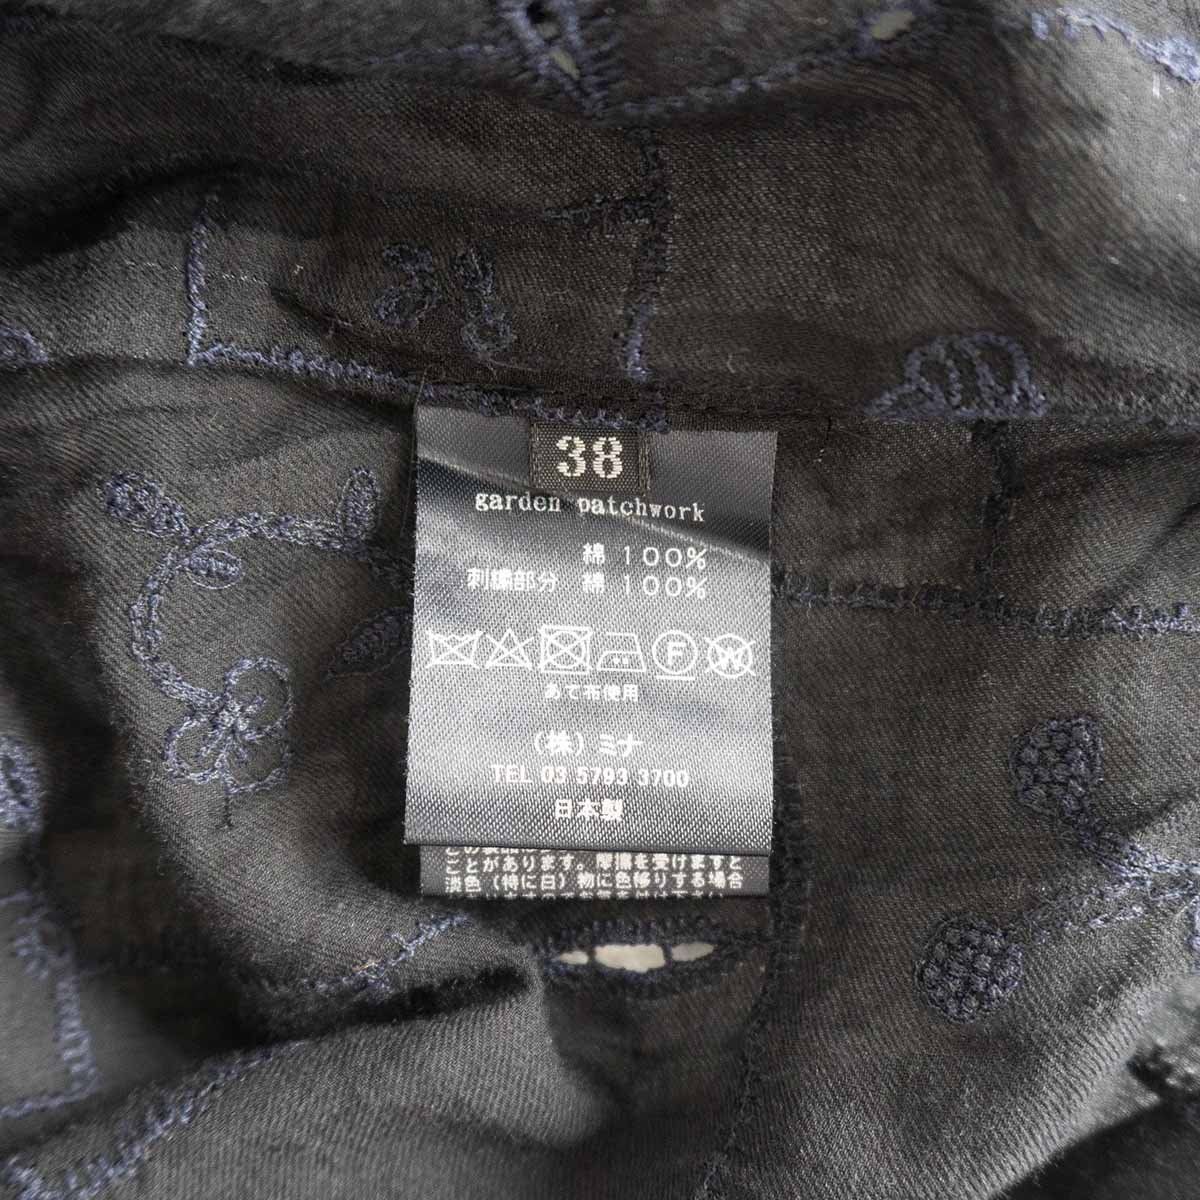 38
garden patchwork
綿 100%
刺繍部分 綿 100%
F W
あて布使用
(株)ミナ
TEL 03 5793 3700
日本製
ことがあります。摩擦を受けますと
淡色(特に白)物に色移りする場合